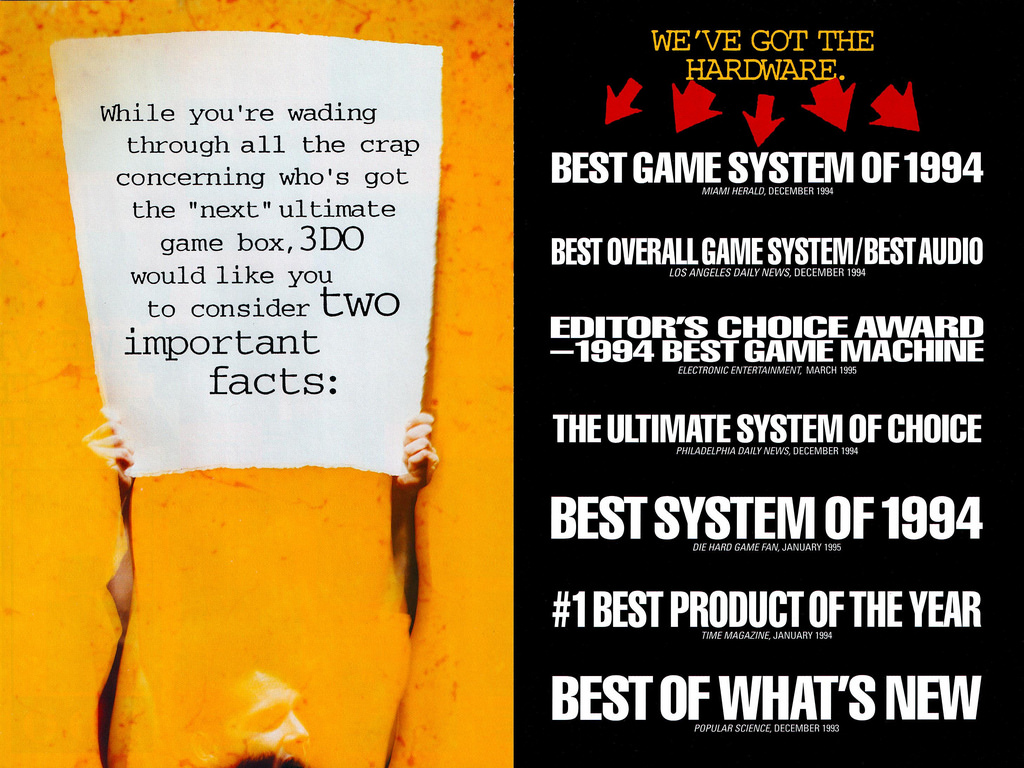 While you're wading
through all the crap
concerning who's got
the "next" ultimate
game box, 3DO
would like you
to consider two
important
facts:
WE'VE GOT THE
HARDWARE.
BEST GAME SYSTEM OF 1994
MIAMI HERALD, DECEMBER 1994
BEST OVERALL GAME SYSTEM/BEST AUDIO
LOS ANGELES DAILY NEWS, DECEMBER 1994
EDITOR'S CHOICE AWARD
—1994 BEST GAME MACHINE
ELECTRONIC ENTERTAINMENT, MARCH 1995
THE ULTIMATE SYSTEM OF CHOICE
PHILADELPHIA DAILY NEWS, DECEMBER 1994
BEST SYSTEM OF 1994
DIE HARD GAME FAN, JANUARY 1995
#1 BEST PRODUCT OF THE YEAR
TIME MAGAZINE, JANUARY 1994
BEST OF WHAT'S NEW
POPULAR SCIENCE, DECEMBER 1993